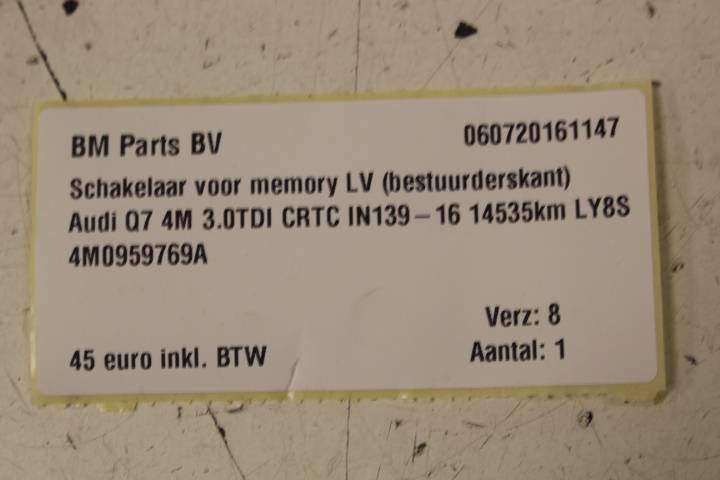 BM Parts BV 060720161147
Schakelaar voor memory LV (bestuurderskant)
Audi Q7 4M 3.0TDI CRTC IN139-16 14535km LY8S
4M0959769A
Verz: 8
45 euro inkl. BTW Aantal: 1